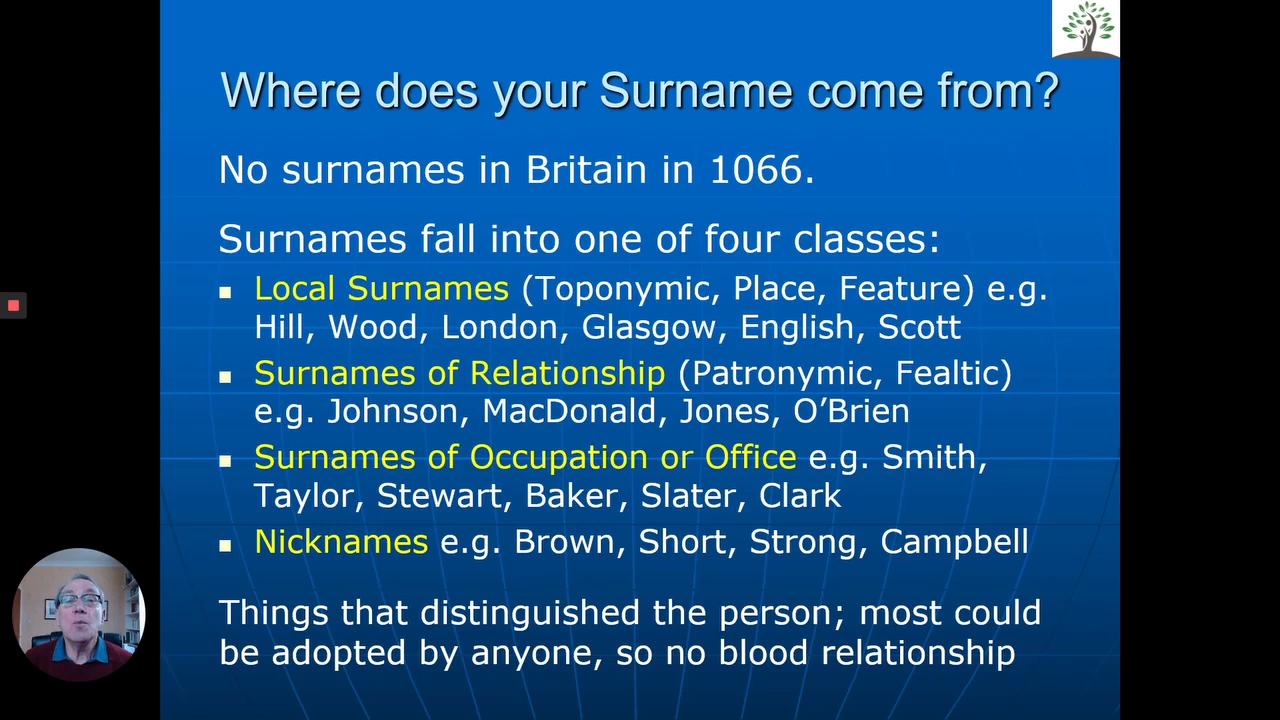 Where does your Surname come from?
No surnames in Britain in 1066.
Surnames fall into one of four classes:
Local Surnames (Toponymic, Place, Feature) e.g.
Hill, Wood, London, Glasgow, English, Scott
Surnames of Relationship (Patronymic, Fealtic)
e.g. Johnson, MacDonald, Jones, O’Brien
Surnames of Occupation or Office e.g. Smith,
Taylor, Stewart, Baker, Slater, Clark
Nicknames e.g. Brown, Short, Strong, Campbell
Things that distinguished the person; most could
be adopted by anyone, so no blood relationship